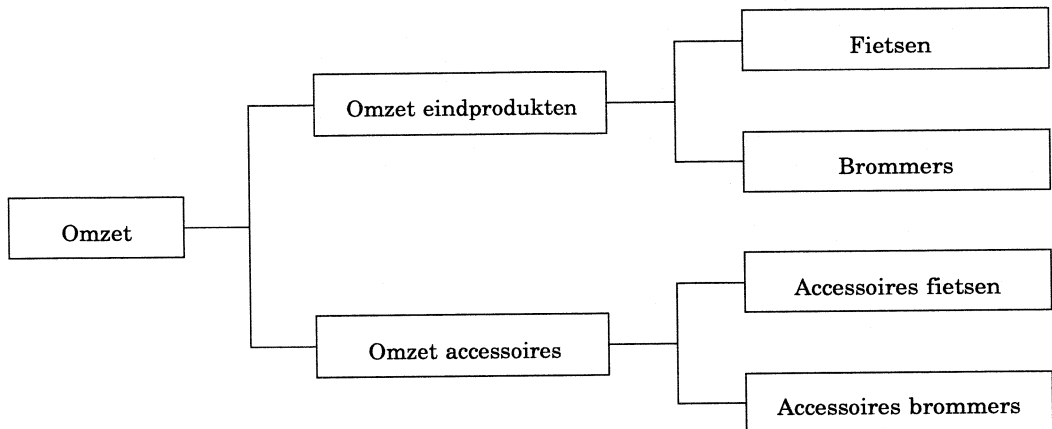 Omzet
Omzet eindprodukten
Fietsen
Brommers
Omzet accessoires
Accessoires fietsen
Accessoires brommers